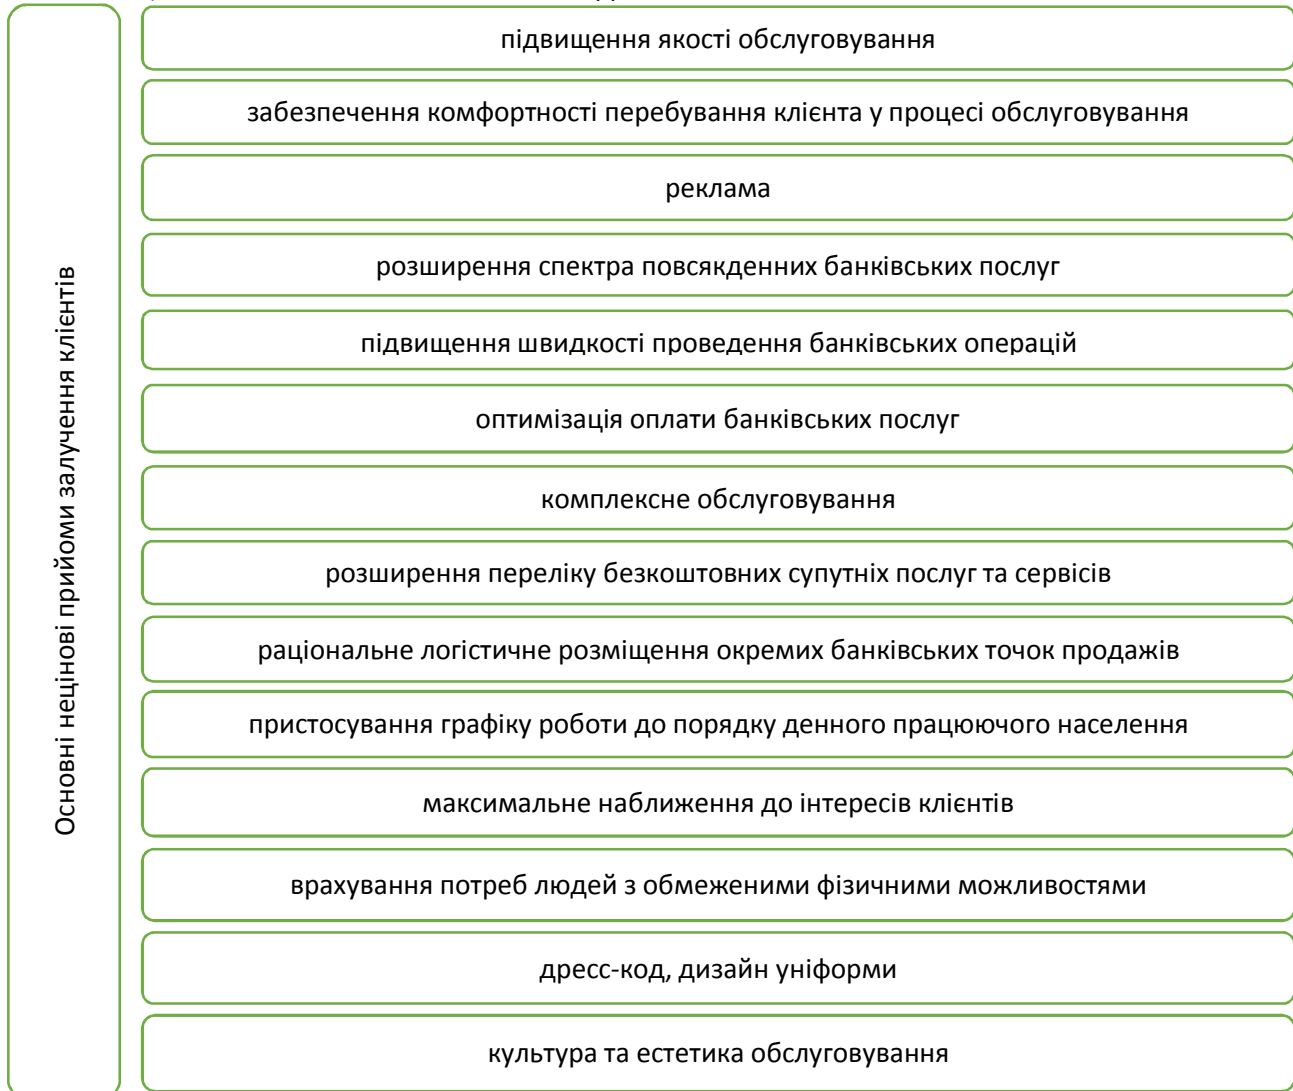 Основні нецінові прийоми залучення клієнтів
підвищення якості обслуговування
забезпечення комфортності перебування клієнта у процесі обслуговування
реклама
розширення спектра повсякденних банківських послуг
підвищення швидкості проведення банківських операцій
оптимізація оплати банківських послуг
комплексне обслуговування
розширення переліку безкоштовних супутніх послуг та сервісів
раціональне логістичне розміщення окремих банківських точок продажів
пристосування графіку роботи до порядку денного працюючого населення
максимальне наближення до інтересів клієнтів
врахування потреб людей з обмеженими фізичними можливостями
дресс-код, дизайн уніформи
культура та естетика обслуговування